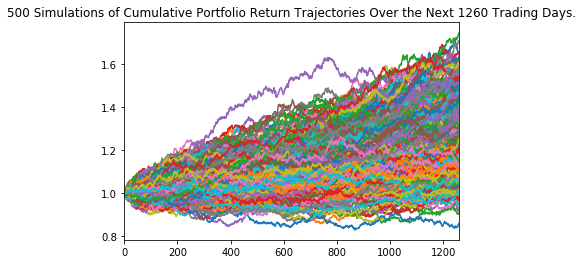 500 Simulations of Cumulative Portfolio Return Trajectories Over the Next 1260 Trading Days.
1.6
1.4
1.2
1.0
0.8
0 200 400 600 800 1000 1200